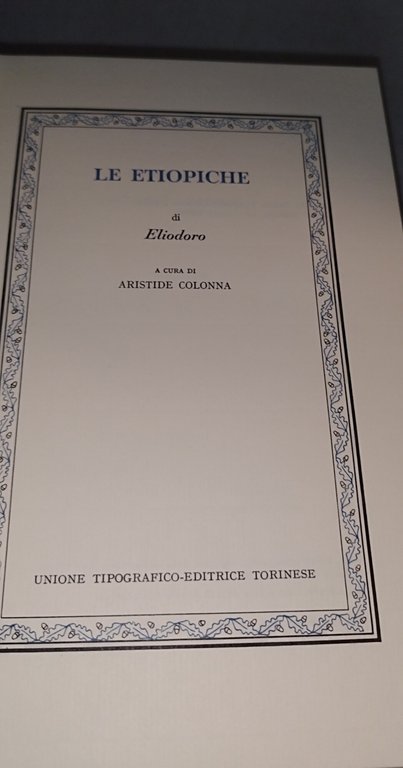 LE ETIOPICHE
di
Eliodoro
A CURA DI
ARISTIDE COLONNA
UNIONE TIPOGRAFICO-EDITRICE TORINESE